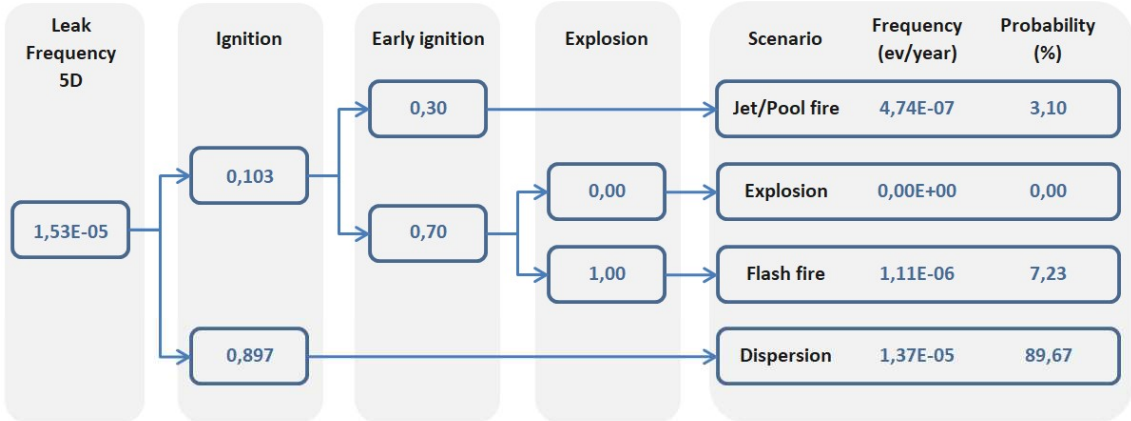 Leak
Frequency
5D
Ignition
Early ignition
Explosion
Scenario
Frequency
(ev/year)
Probability
(%)
0,30
Jet/Pool fire 4,74E-07 3,10
0,103
0,00
Explosion 0,00E+00 0,00
1,53E-05
0,70
1,00
Flash fire 1,11E-06 7,23
0,897
Dispersion 1,37E-05 89,67